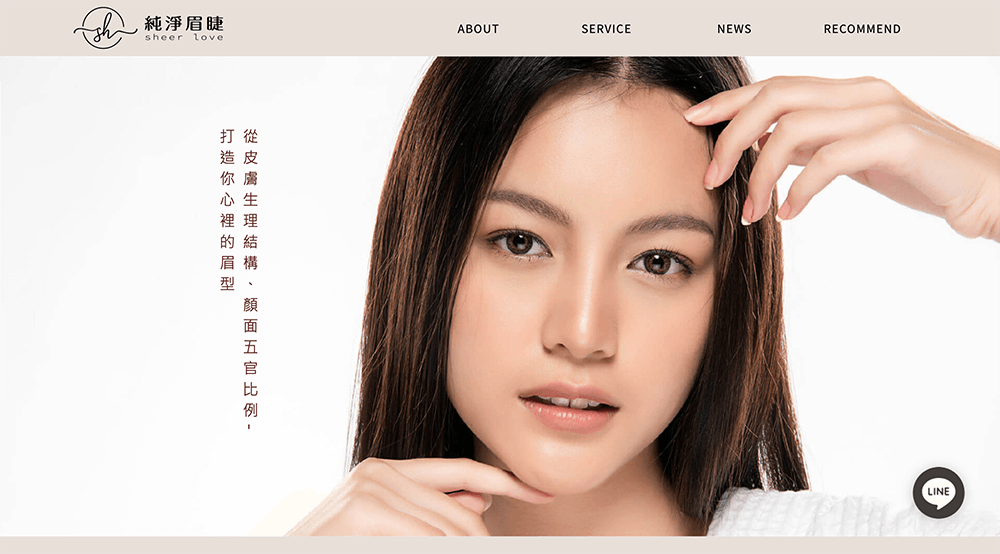 sh
純淨眉睫
sheer love
ABOUT
SERVICE
NEWS
RECOMMEND
從皮膚生理結構、顏面五官比例,
打造你心裡的眉型
LINE